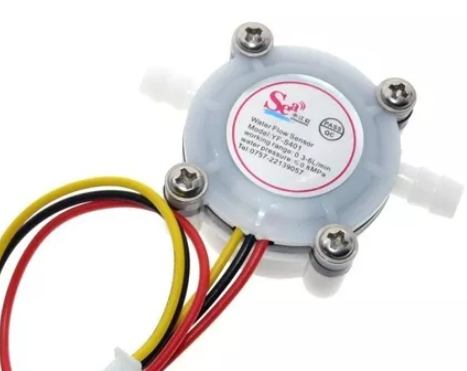 Sea
PASS
QC
Water Flow Sensor
Model: YF-S401
working range: 0.3-6L/min
water pressure ≤0.8MPa
Tel:0757-22139057